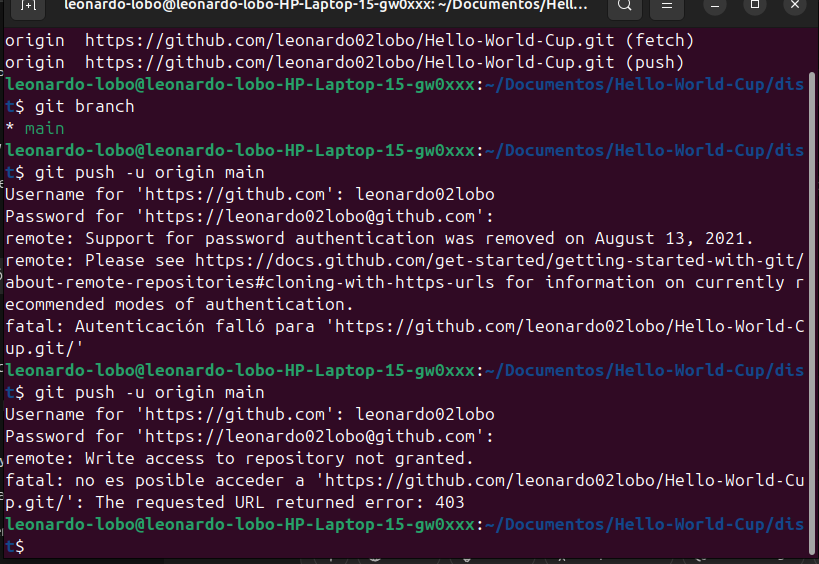 leonardo-lobo@leonardo-lobo-HP-Laptop-15-gw0xxx: ~/Documentos/Hell...
origin  https://github.com/leonardo02lobo/Hello-World-Cup.git (fetch)
origin  https://github.com/leonardo02lobo/Hello-World-Cup.git (push)
leonardo-lobo@leonardo-lobo-HP-Laptop-15-gw0xxx:~/Documentos/Hello-World-Cup/dis
t$ git branch
* main
leonardo-lobo@leonardo-lobo-HP-Laptop-15-gw0xxx:~/Documentos/Hello-World-Cup/dis
t$ git push -u origin main
Username for 'https://github.com': leonardo02lobo
Password for 'https://leonardo02lobo@github.com':
remote: Support for password authentication was removed on August 13, 2021.
remote: Please see https://docs.github.com/get-started/getting-started-with-git/
about-remote-repositories#cloning-with-https-urls for information on currently r
ecommended modes of authentication.
fatal: Autenticación falló para 'https://github.com/leonardo02lobo/Hello-World-C
up.git/'
leonardo-lobo@leonardo-lobo-HP-Laptop-15-gw0xxx:~/Documentos/Hello-World-Cup/dis
t$ git push -u origin main
Username for 'https://github.com': leonardo02lobo
Password for 'https://leonardo02lobo@github.com':
remote: Write access to repository not granted.
fatal: no es posible acceder a 'https://github.com/leonardo02lobo/Hello-World-Cu
p.git/': The requested URL returned error: 403
leonardo-lobo@leonardo-lobo-HP-Laptop-15-gw0xxx:~/Documentos/Hello-World-Cup/dis
t$